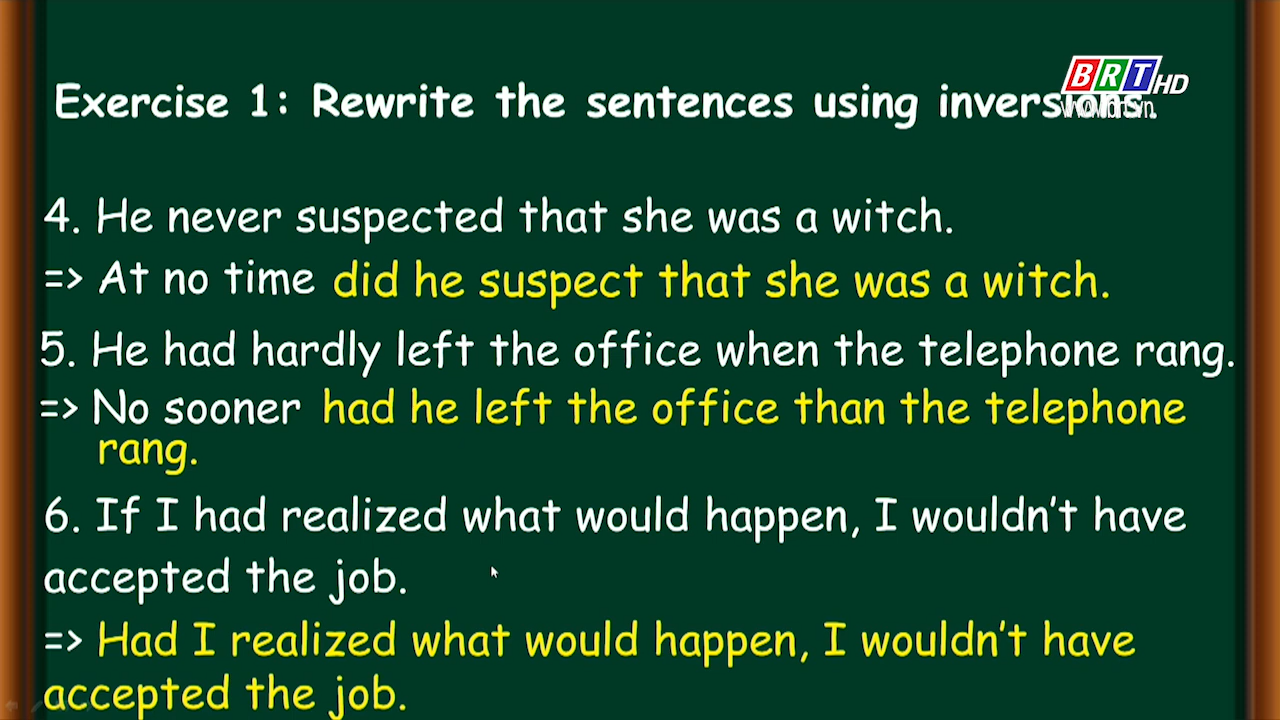 BRT HD
www.brt.vn
Exercise 1: Rewrite the sentences using inversions.
4. He never suspected that she was a witch.
=> At no time did he suspect that she was a witch.
5. He had hardly left the office when the telephone rang.
=> No sooner had he left the office than the telephone
rang.
6. If I had realized what would happen, I wouldn't have
accepted the job.
=> Had I realized what would happen, I wouldn't have
accepted the job.